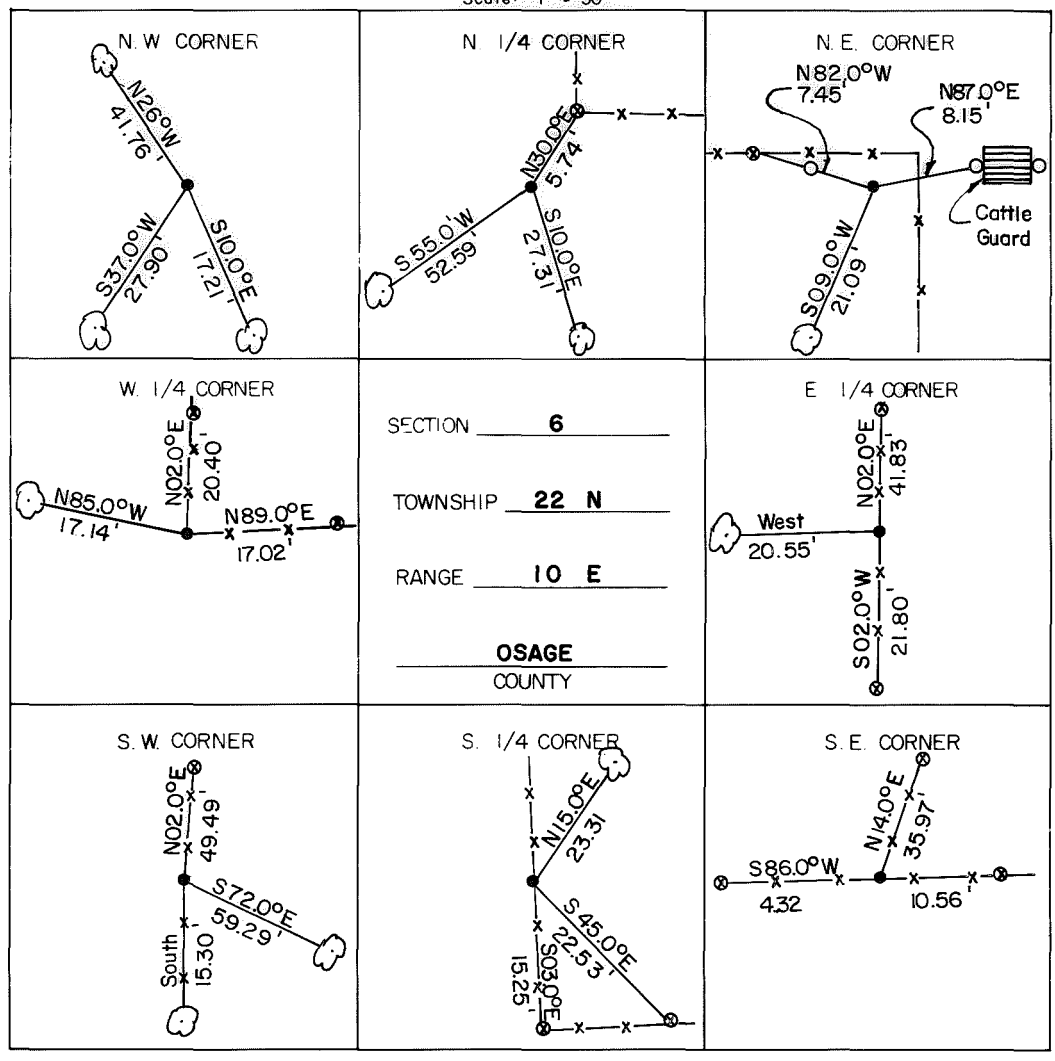 N. W. CORNER
N26°W
41.76'
S37.0°W
27.90'
S10.0°E
17.21'
N. 1/4 CORNER
N30.0°E
5.74'
S 55.0'W
52.59'
S10.0°E
27.31'
N. E. CORNER
N82.0°W
7.45'
N87.0°E
8.15'
Cattle
Guard
S09.0°W
21.09'
W. 1/4 CORNER
N02.0°E
20.40'
N85.0°W
17.14'
N89.0°E
17.02'
SECTION 6
TOWNSHIP 22 N
RANGE 10 E
OSAGE
COUNTY
E 1/4 CORNER
N02.0°E
41.83'
West
20.55'
S02.0°W
21.80'
S. W. CORNER
N02.0°E
49.49'
S72.0°E
59.29'
South
15.30'
S. 1/4 CORNER
N15.0°E
23.31
S 45.0°E
22.53'
S03.0°E
15.25'
S. E. CORNER
N14.0°E
35.97'
S86.0°W
4.32
10.56'